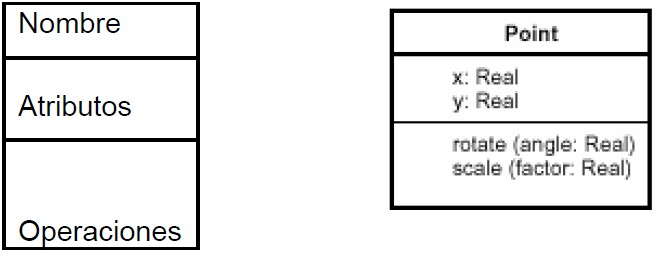 Nombre
Atributos
Operaciones
Point
x: Real
y: Real
rotate (angle: Real)
scale (factor: Real)